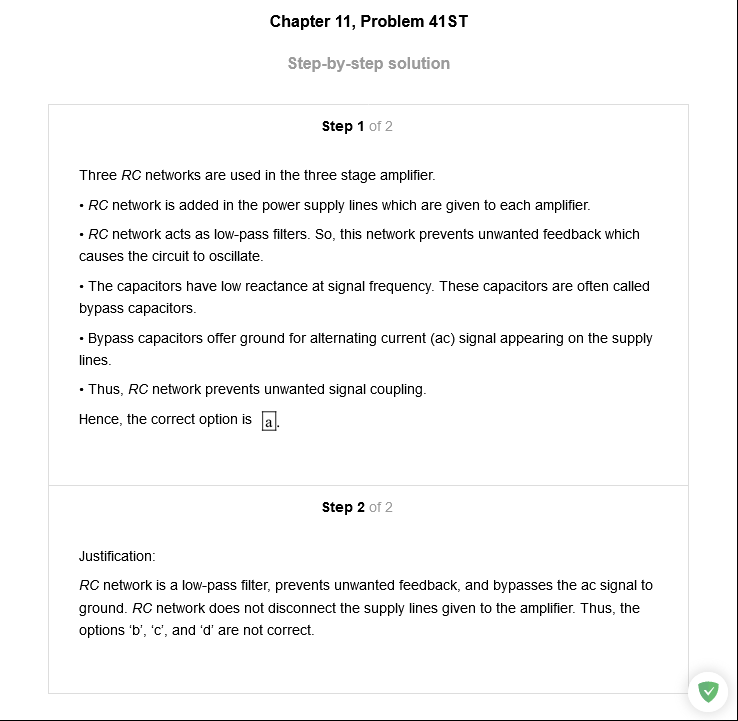 Chapter 11, Problem 41ST
Step-by-step solution
Step 1 of 2
Three RC networks are used in the three stage amplifier.
• RC network is added in the power supply lines which are given to each amplifier.
• RC network acts as low-pass filters. So, this network prevents unwanted feedback which
causes the circuit to oscillate.
• The capacitors have low reactance at signal frequency. These capacitors are often called
bypass capacitors.
• Bypass capacitors offer ground for alternating current (ac) signal appearing on the supply
lines.
• Thus, RC network prevents unwanted signal coupling.
Hence, the correct option is a.
Step 2 of 2
Justification:
RC network is a low-pass filter, prevents unwanted feedback, and bypasses the ac signal to
ground. RC network does not disconnect the supply lines given to the amplifier. Thus, the
options ‘b’, ‘c’, and ‘d’ are not correct.